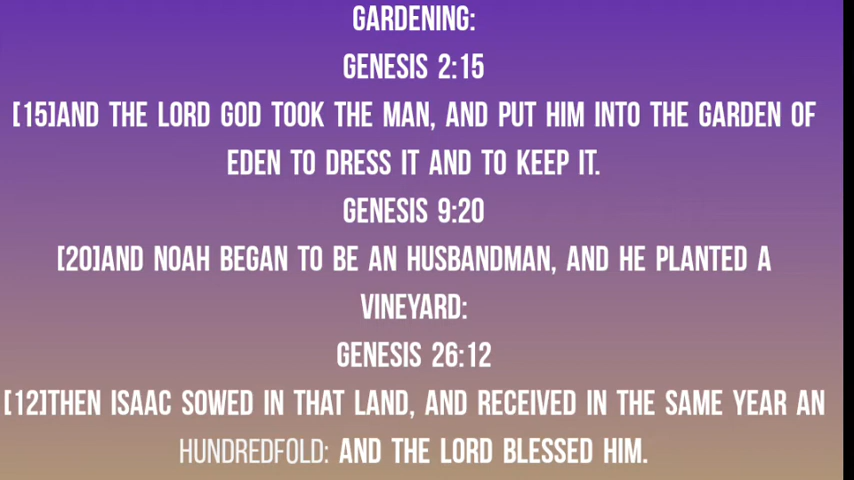 GARDENING:
GENESIS 2:15
[15]AND THE LORD GOD TOOK THE MAN, AND PUT HIM INTO THE GARDEN OF
EDEN TO DRESS IT AND TO KEEP IT.
GENESIS 9:20
[20]AND NOAH BEGAN TO BE AN HUSBANDMAN, AND HE PLANTED A
VINEYARD:
GENESIS 26:12
[12]THEN ISAAC SOWED IN THAT LAND, AND RECEIVED IN THE SAME YEAR AN
HUNDREDFOLD: AND THE LORD BLESSED HIM.